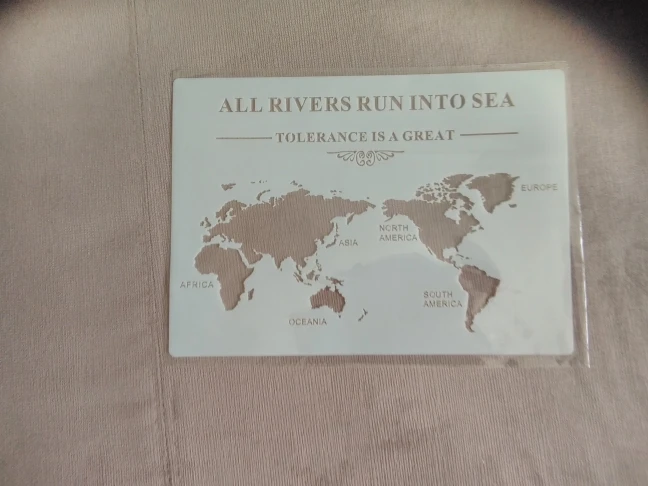 ALL RIVERS RUN INTO SEA
TOLERANCE IS A GREAT
EUROPE
NORTH
AMERICA
ASIA
AFRICA
SOUTH
AMERICA
OCEANIA